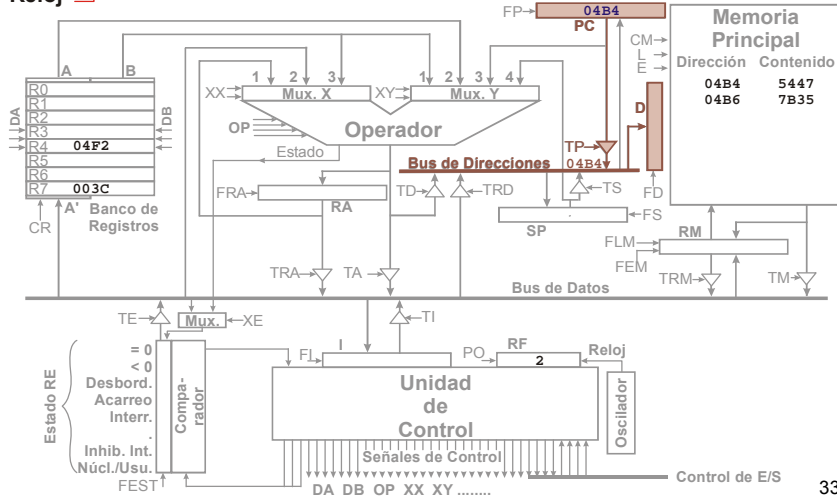 Reloj
FP
04B4
PC
Memoria
Principal
Dirección Contenido
04B4 5447
04B6 7B35
CM
L
E
A B
R0
R1
R2
R3
R4 04F2
R5
R6
R7 003C
DA
DB
A'
Banco de
Registros
CR
1 2 3
XX
Mux. X
1 2 3 4
XY
Mux. Y
OP
Operador
Estado
D
TP
Bus de Direcciones 04B4
FRA
RA
TD
TRD
TS
FD
SP
FS
FLM
RM
FEM
TRA
TA
TRM
TM
Bus de Datos
TE
Mux.
XE
TI
Estado RE
= 0
< 0
Desbord.
Acarreo
Interr.
.
Inhib. Int.
Núcl./Usu.
Compa-
rador
FEST
FI
I
PO
RF
2
Reloj
Unidad
de
Control
Oscilador
Señales de Control
DA DB OP XX XY ........
Control de E/S
33